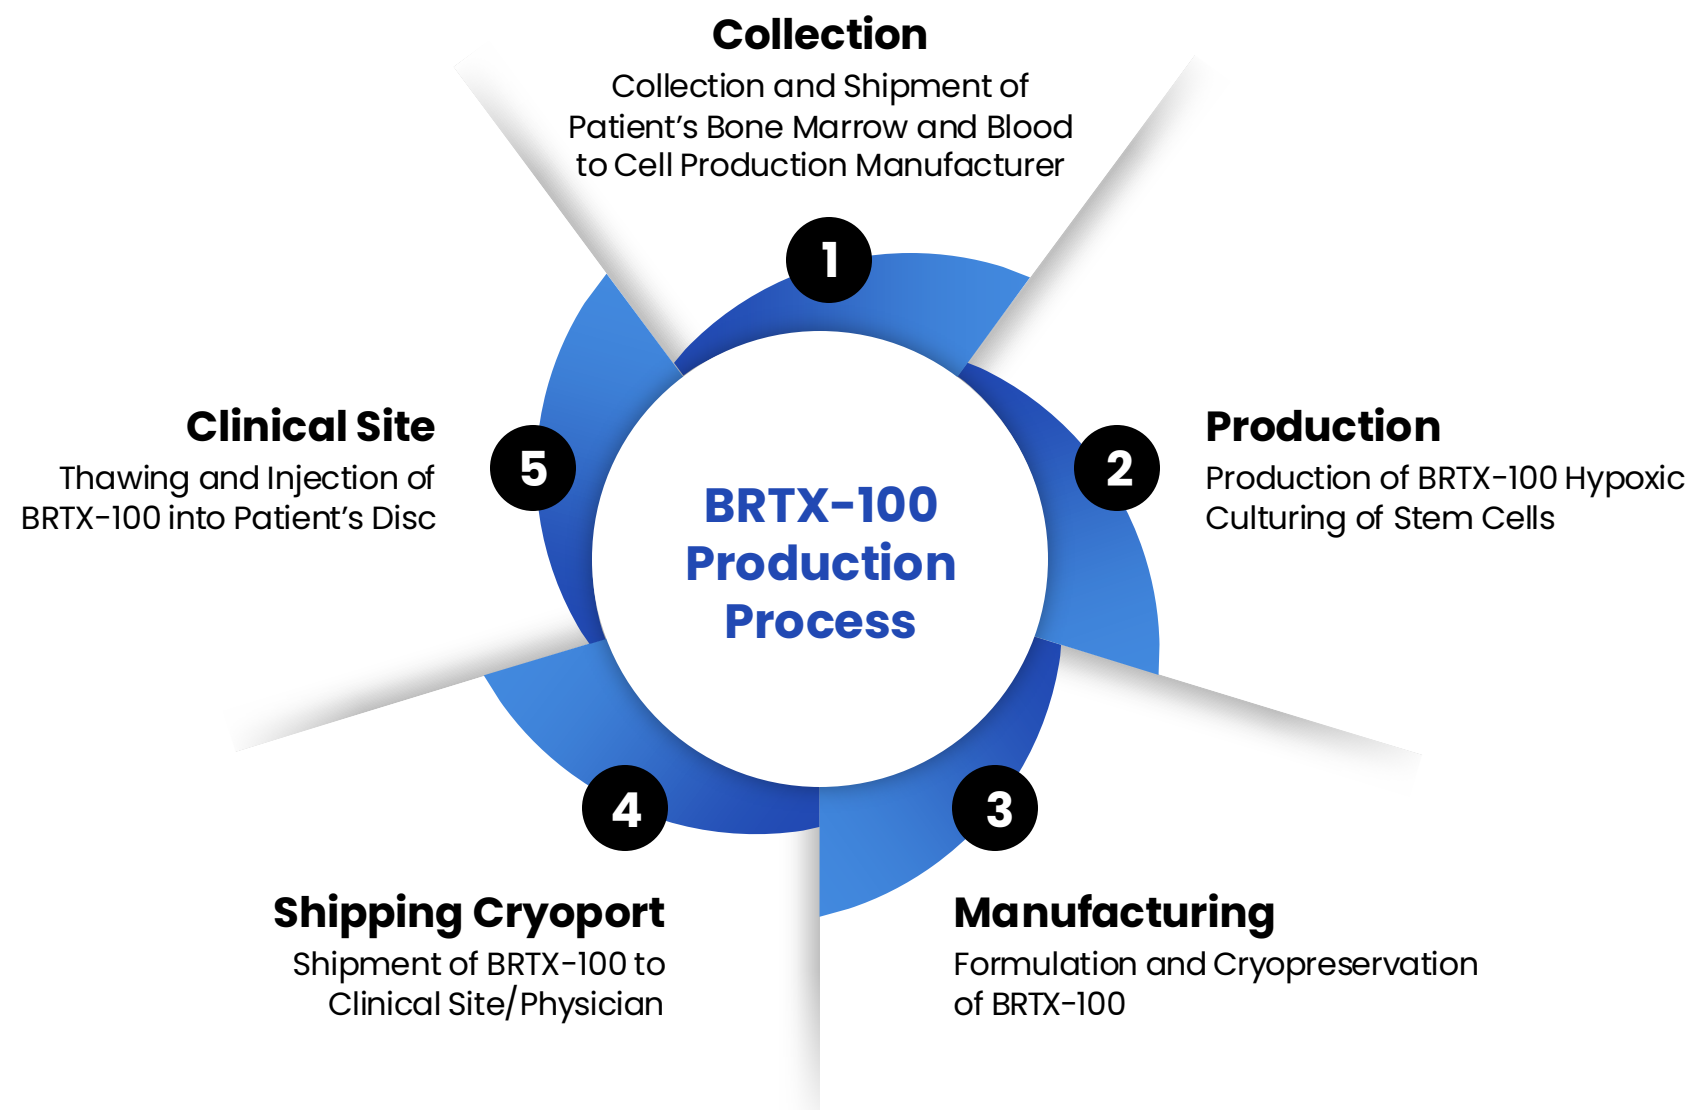 Collection
Collection and Shipment of
Patient's Bone Marrow and Blood
to Cell Production Manufacturer
1
2
Production
Production of BRTX-100 Hypoxic
Culturing of Stem Cells
3
Manufacturing
Formulation and Cryopreservation
of BRTX-100
4
Shipping Cryoport
Shipment of BRTX-100 to
Clinical Site/Physician
5
Clinical Site
Thawing and Injection of
BRTX-100 into Patient's Disc
BRTX-100
Production
Process